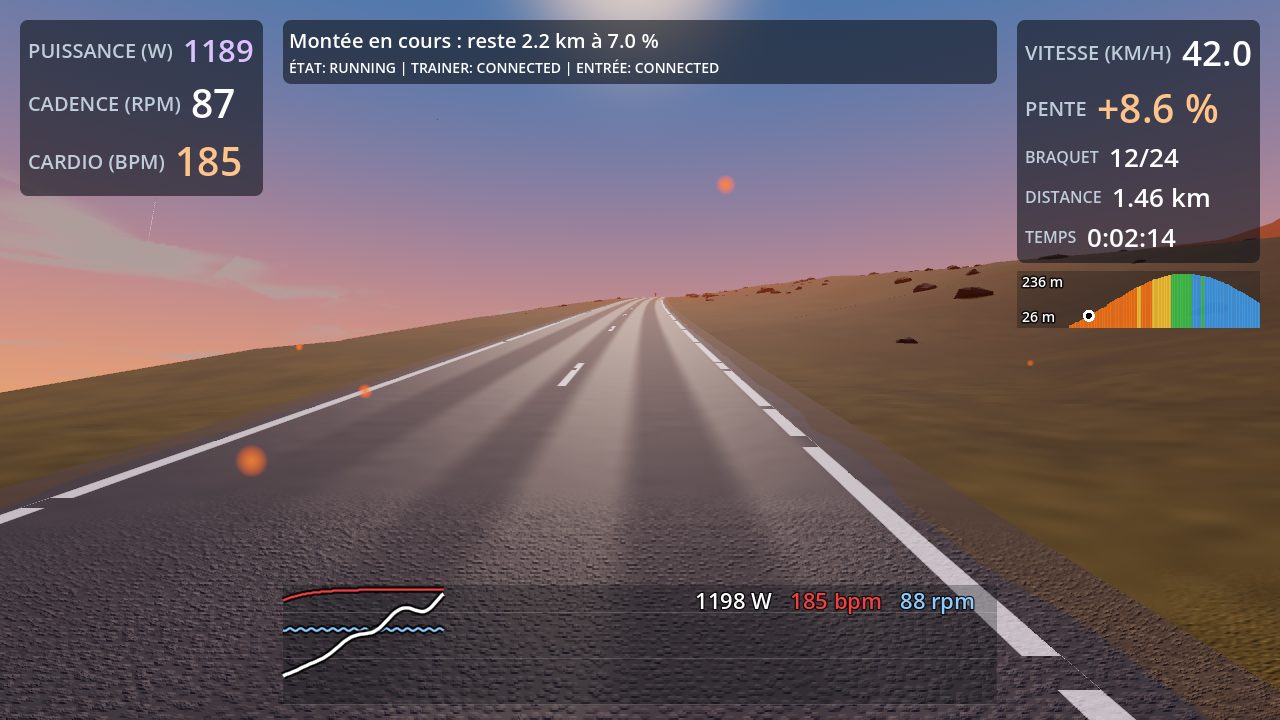 PUISSANCE (W) 1189
CADENCE (RPM) 87
CARDIO (BPM) 185
Montée en cours : reste 2.2 km à 7.0 %
ÉTAT: RUNNING | TRAINER: CONNECTED | ENTRÉE: CONNECTED
VITESSE (KM/H) 42.0
PENTE +8.6 %
BRAQUET 12/24
DISTANCE 1.46 km
TEMPS 0:02:14
236 m
26 m
1198 W 185 bpm 88 rpm